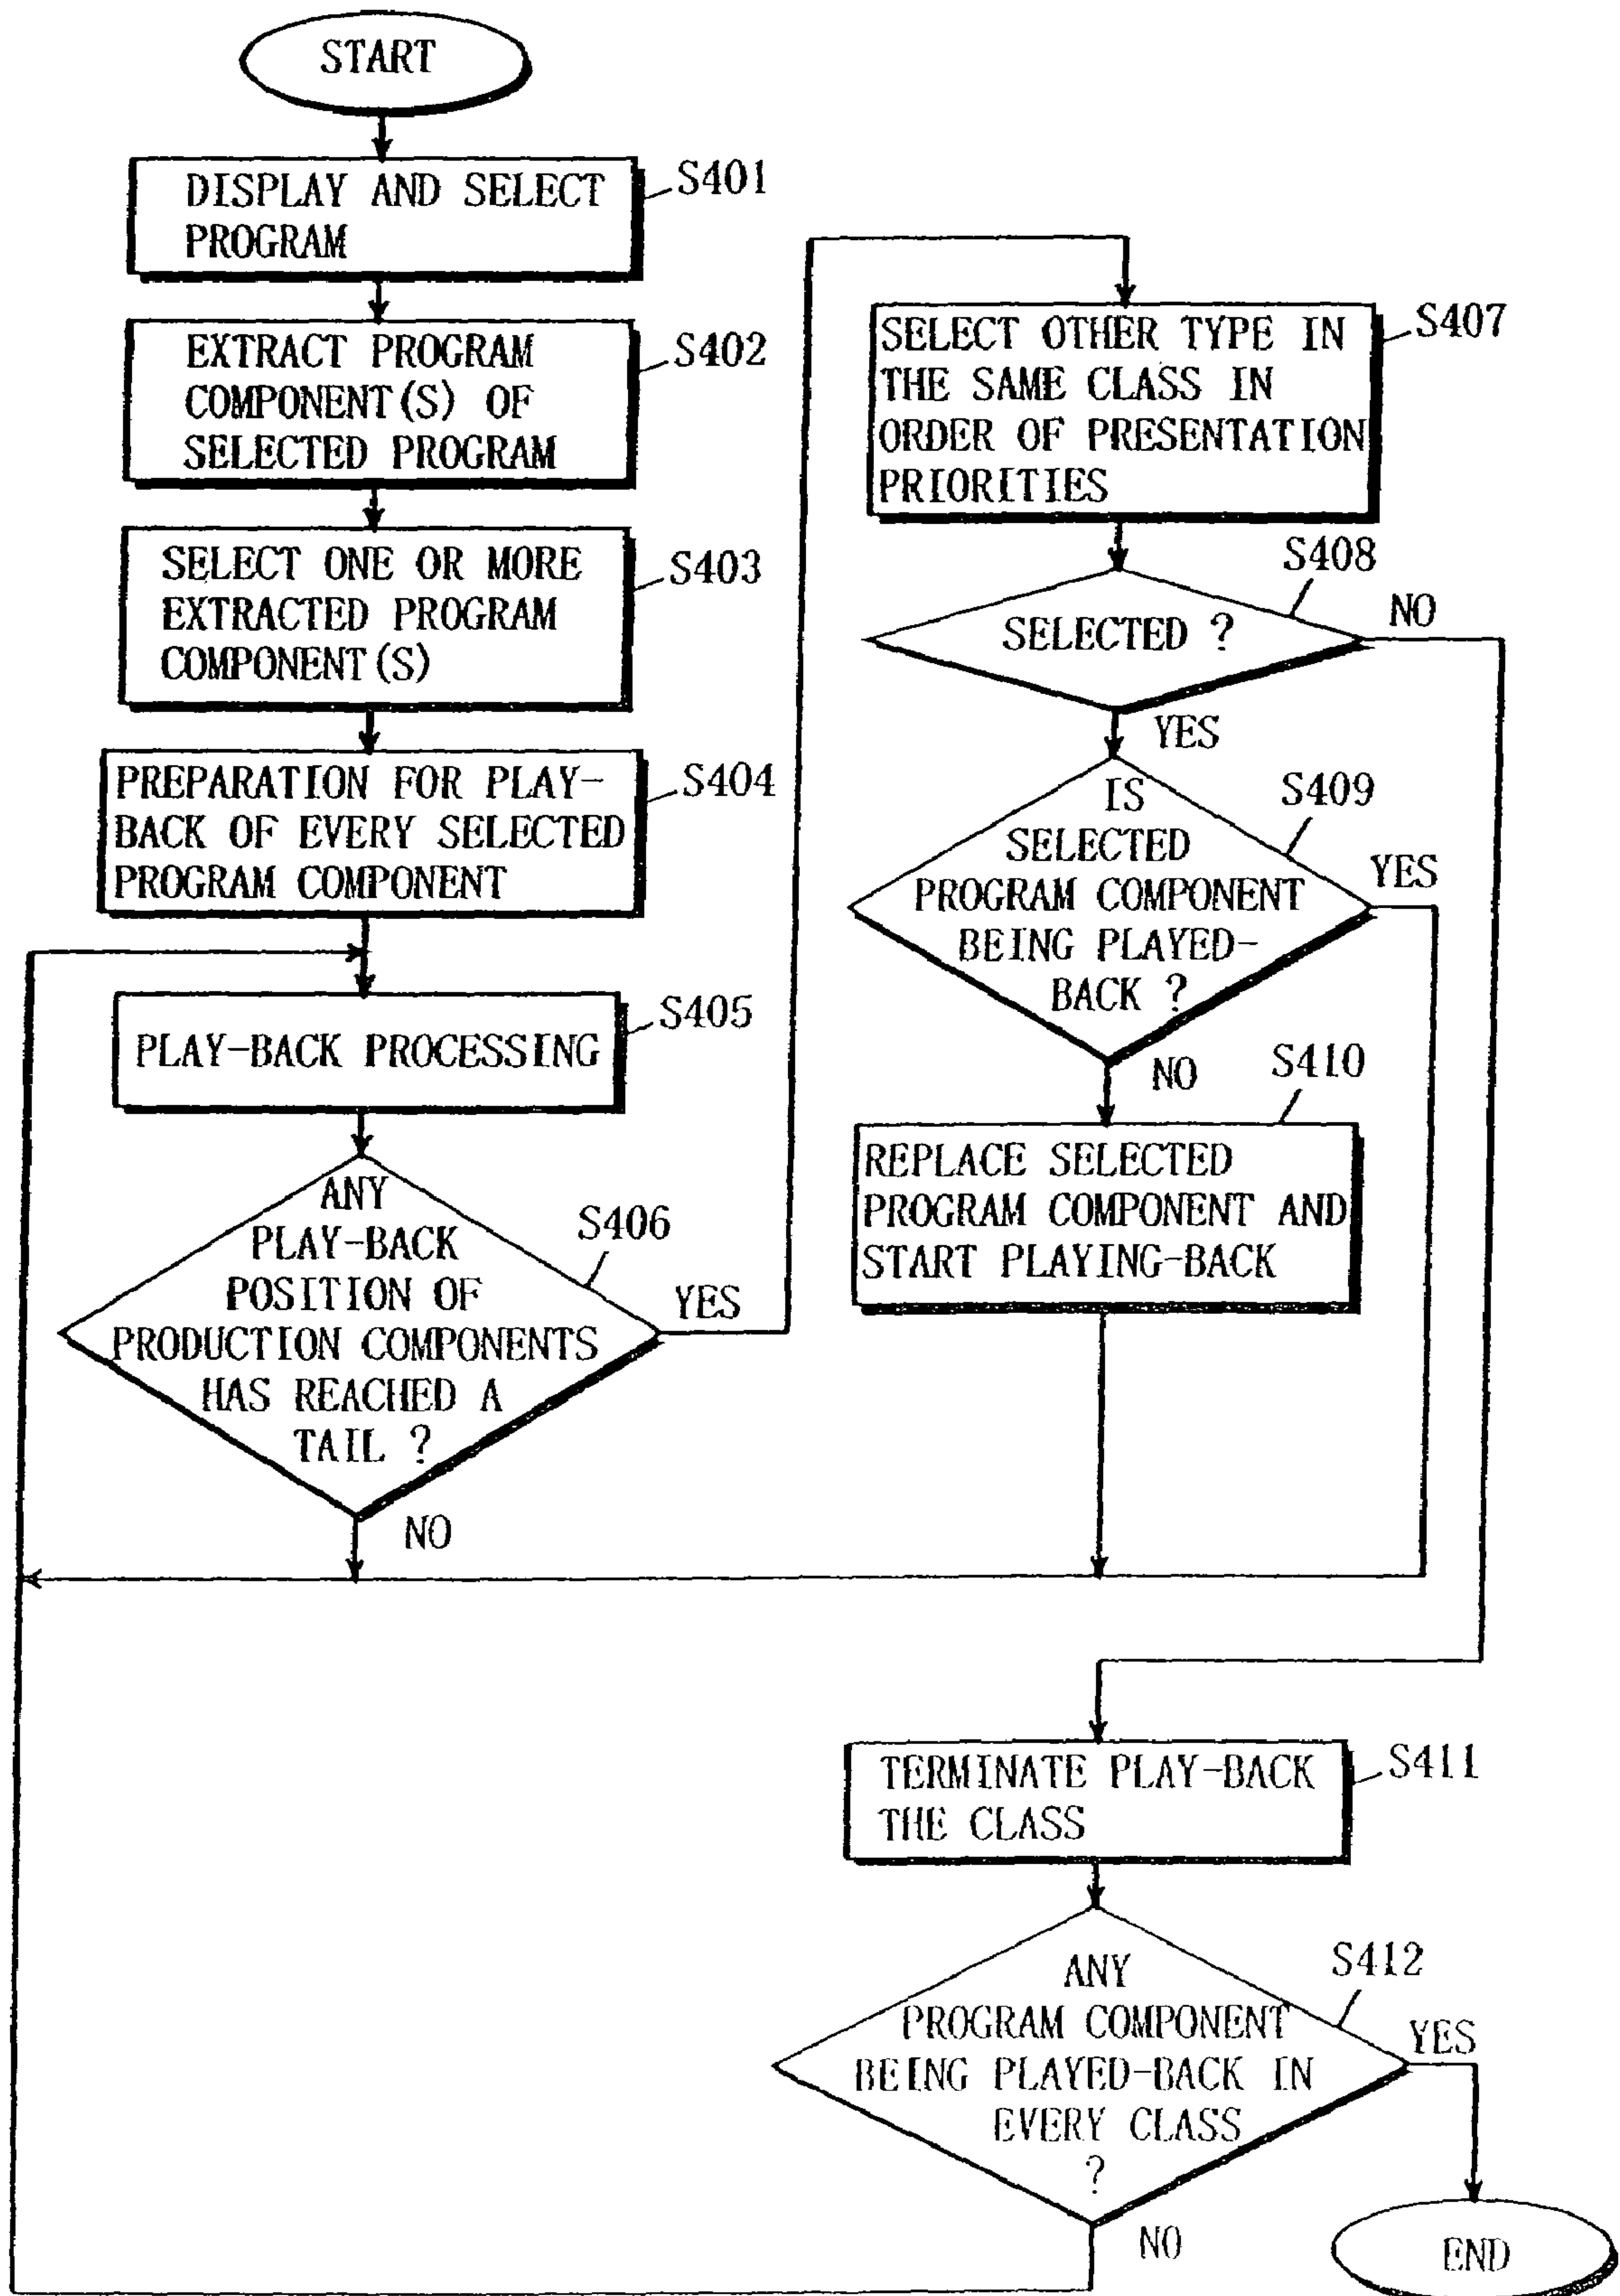 START
DISPLAY AND SELECT
PROGRAM
S401
EXTRACT PROGRAM
COMPONENT(S) OF
SELECTED PROGRAM
S402
SELECT ONE OR MORE
EXTRACTED PROGRAM
COMPONENT(S)
S403
PREPARATION FOR PLAY-
BACK OF EVERY SELECTED
PROGRAM COMPONENT
S404
PLAY-BACK PROCESSING
S405
ANY
PLAY-BACK
POSITION OF
PRODUCTION COMPONENTS
HAS REACHED A
TAIL ?
S406
YES
NO
SELECT OTHER TYPE IN
THE SAME CLASS IN
ORDER OF PRESENTATION
PRIORITIES
S407
SELECTED ?
S408
NO
YES
IS
SELECTED
PROGRAM COMPONENT
BEING PLAYED-
BACK ?
S409
YES
NO
REPLACE SELECTED
PROGRAM COMPONENT AND
START PLAYING-BACK
S410
TERMINATE PLAY-BACK
THE CLASS
S411
ANY
PROGRAM COMPONENT
BEING PLAYED-BACK IN
EVERY CLASS
?
S412
YES
NO
END